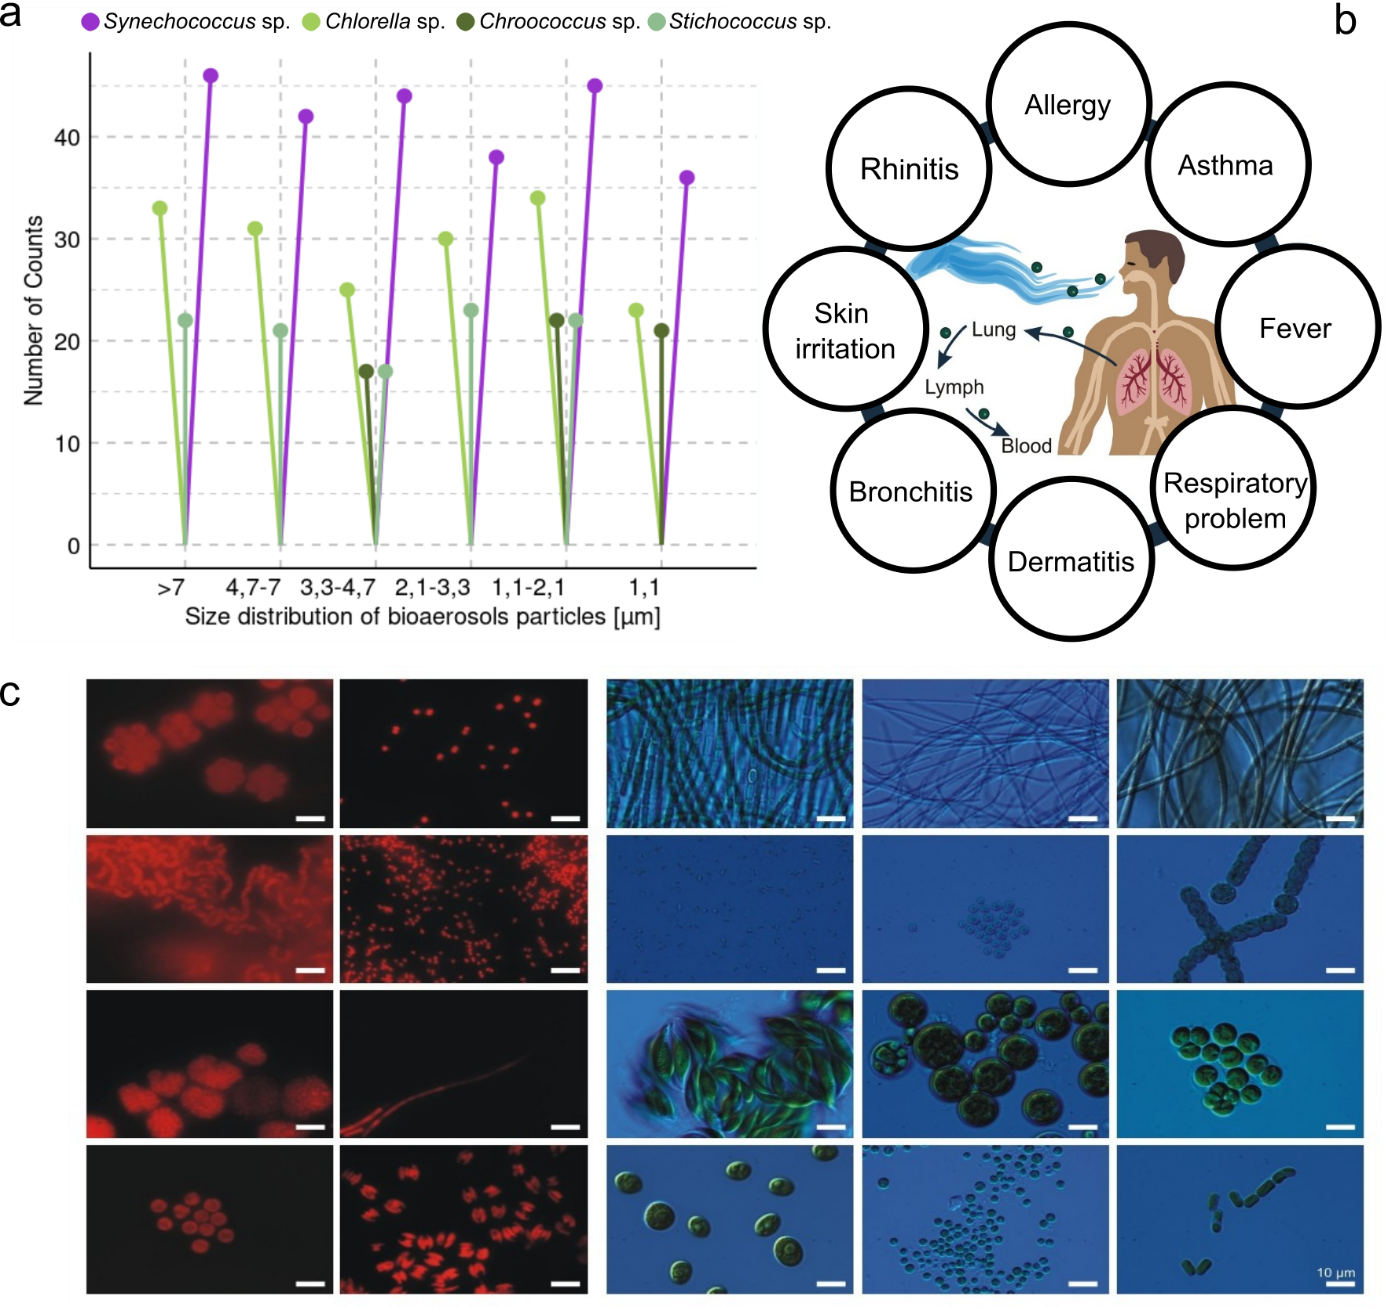 a
Synechococcus sp. Chlorella sp. Chroococcus sp. Stichococcus sp.
Number of Counts
40
30
20
10
0
>7 4,7-7 3,3-4,7 2,1-3,3 1,1-2,1 1,1
Size distribution of bioaerosols particles [µm]
b
Allergy
Rhinitis
Asthma
Skin
irritation
Fever
Lung
Lymph
Blood
Bronchitis
Respiratory
problem
Dermatitis
c
10 µm